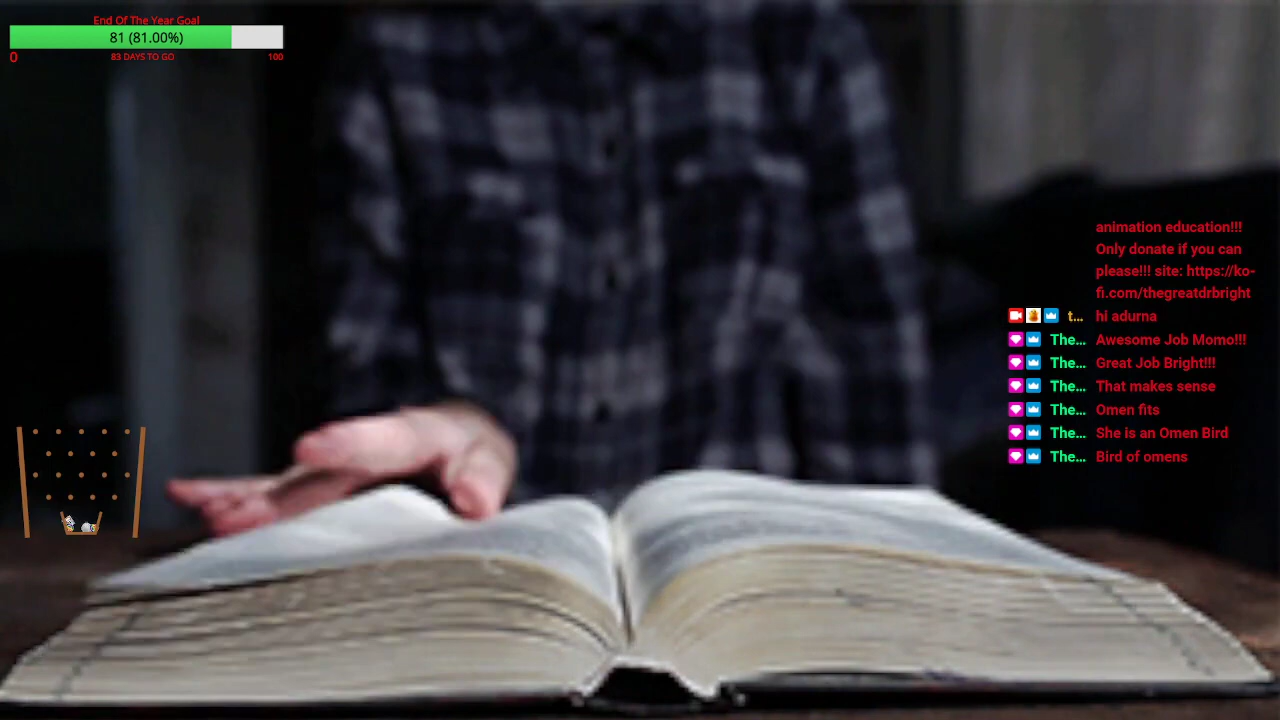 End Of The Year Goal
81 (81.00%)
0 83 DAYS TO GO 100
animation education!!!
Only donate if you can
please!!! site: https://ko-
fi.com/thegreatdrbright
t... hi adurna
The... Awesome Job Momo!!!
The... Great Job Bright!!!
The... That makes sense
The... Omen fits
The... She is an Omen Bird
The... Bird of omens